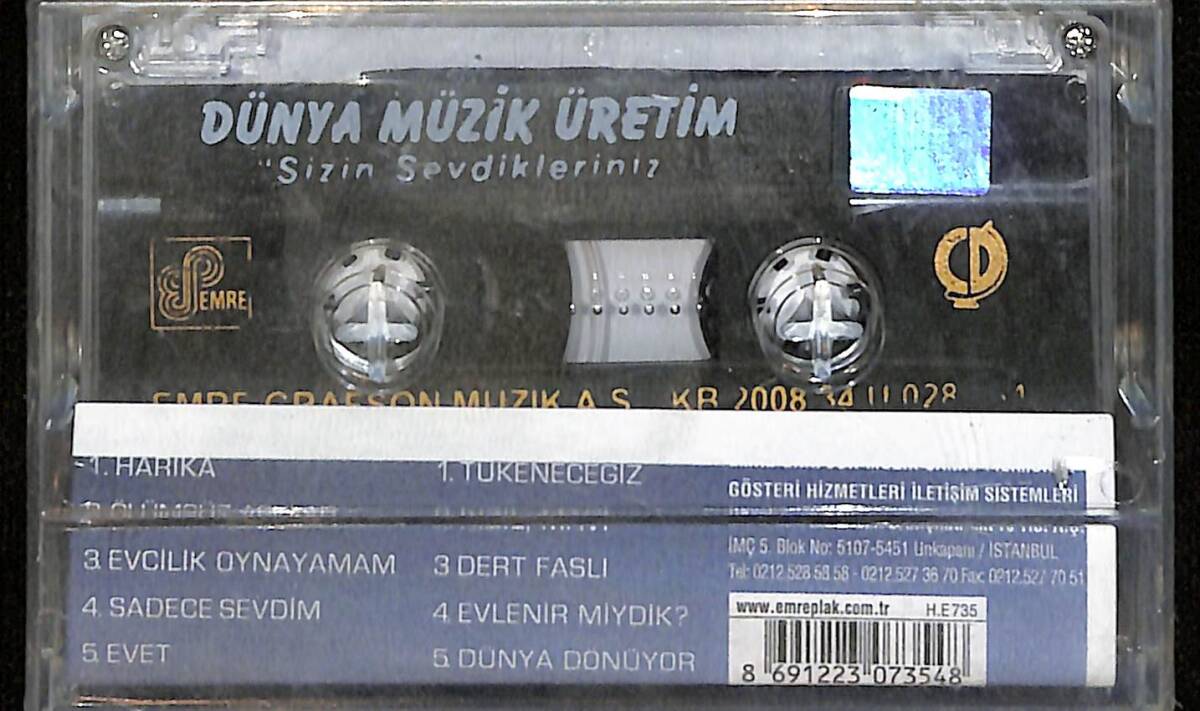 DÜNYA MÜZİK ÜRETİM
"Sizin Sevdikleriniz
EMRE
EMRE GRAFSON MÜZİK A.Ş. KB 2008 34 Ü 028
1. HARİKA
3. EVCİLİK OYNAYAMAM
4. SADECE SEVDİM
5. EVET
1. TÜKENECEĞİZ
3 DERT FASLI
4. EVLENİR MİYDİK?
5. DÜNYA DÖNÜYOR
GÖSTERİ HİZMETLERİ İLETİŞİM SİSTEMLERİ
İMÇ 5. Blok No: 5107-5451 Unkapanı / İSTANBUL
Tel: 0212 528 58 58 - 0212 527 36 70 Fax: 0212 527 70 51
www.emreplak.com.tr H.E 735
8 691223 073548